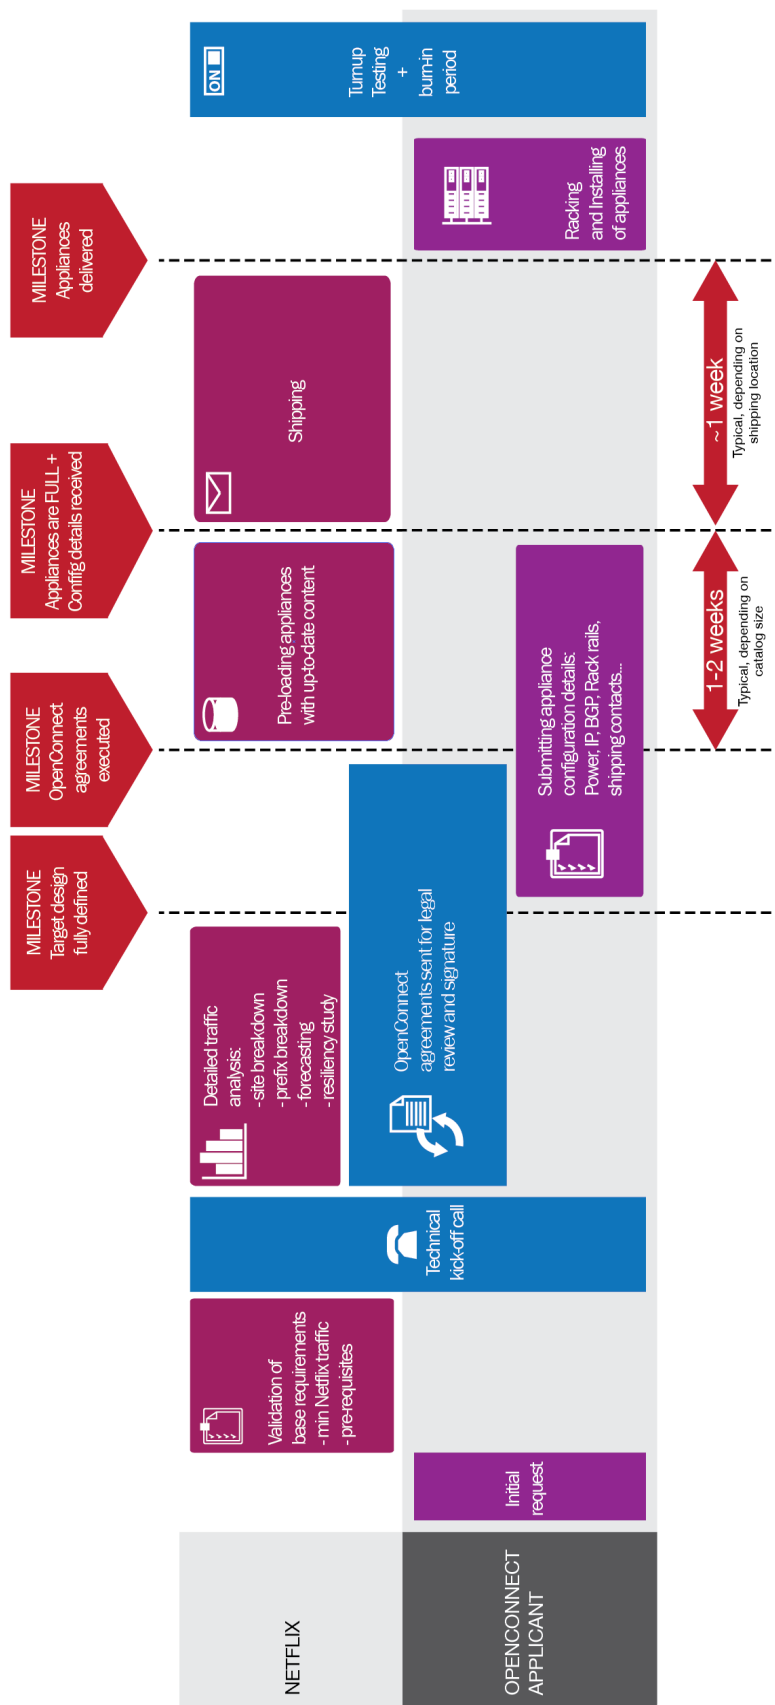 MILESTONE
Target design
fully defined
MILESTONE
OpenConnect
agreements
executed
MILESTONE
Appliances are FULL +
Conffg details received
MILESTONE
Appliances
delivered
NETFLIX
Validation of
base requirements
- min Netflix traffic
- pre-requisites
Detailed traffic
analysis:
- site breakdown
- prefix breakdown
- forecasting
- resiliency study
Pre-loading appliances
with up-to-date content
Shipping
ON
Turnup
Testing
+
burn-in
period
Technical
kick-off call
OpenConnect
agreements sent for legal
review and signature
OPENCONNECT
APPLICANT
Initial
request
Submitting appliance
configuration details:
Power, IP, BGP, Rack rails,
shipping contacts...
Racking
and Installing
of appliances
1-2 weeks
Typical, depending on
catalog size
~1 week
Typical, depending on
shipping location